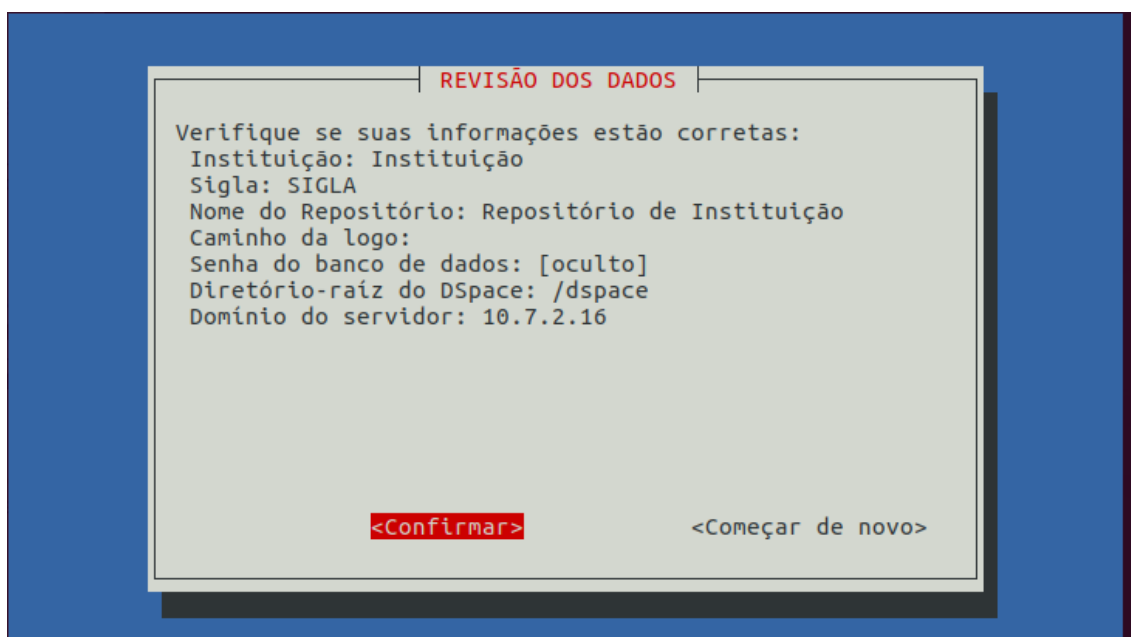 REVISÃO DOS DADOS
Verifique se suas informações estão corretas:
Instituição: Instituição
Sigla: SIGLA
Nome do Repositório: Repositório de Instituição
Caminho da logo:
Senha do banco de dados: [oculto]
Diretório-raíz do DSpace: /dspace
Domínio do servidor: 10.7.2.16
<Confirmar> <Começar de novo>